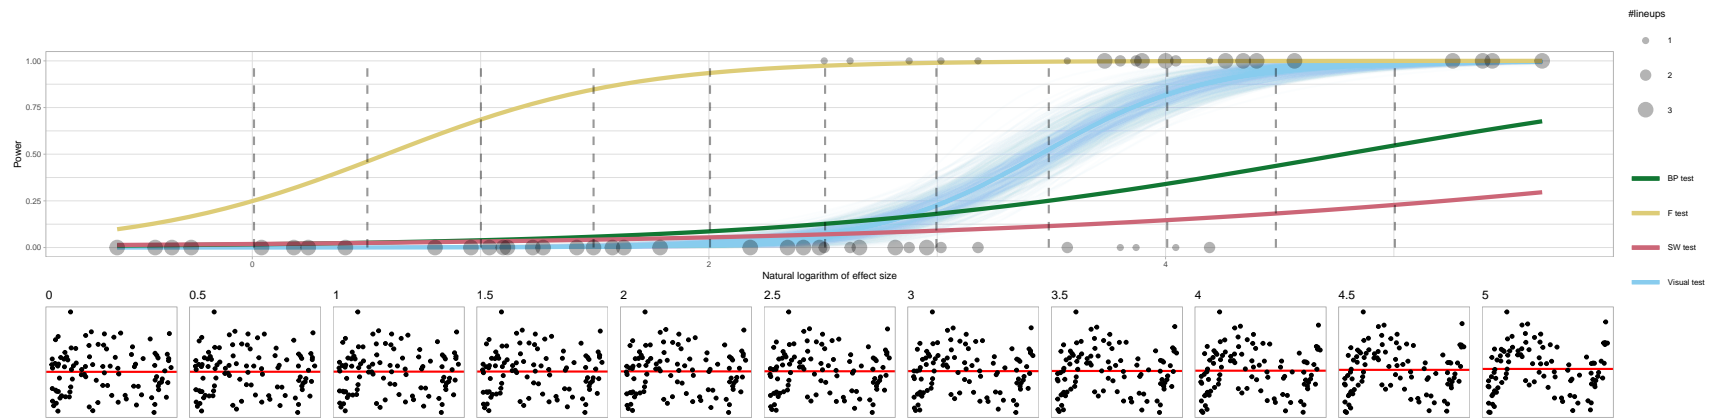 #lineups
1
2
3
1.00
0.75
0.50
0.25
0.00
Power
0 2 4
Natural logarithm of effect size
BP test
F test
SW test
Visual test
0 0.5 1 1.5 2 2.5 3 3.5 4 4.5 5